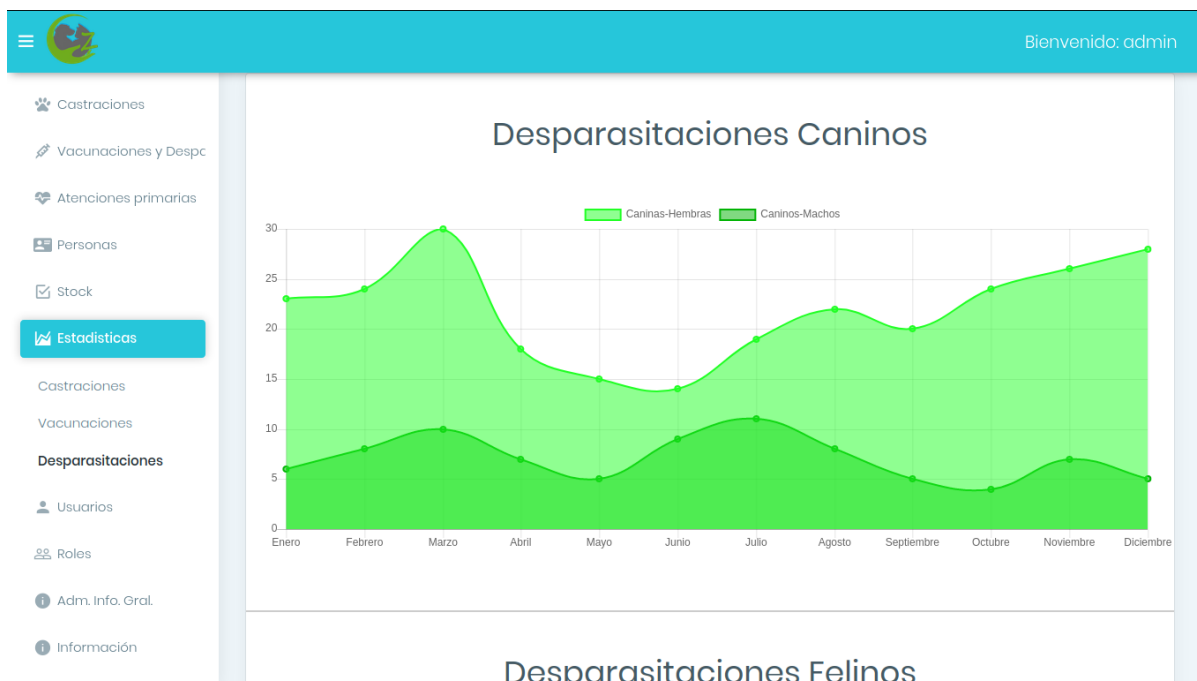 Bienvenido: admin
Castraciones
Vacunaciones y Despc
Atenciones primarias
Personas
Stock
Estadisticas
Castraciones
Vacunaciones
Desparasitaciones
Usuarios
Roles
Adm. Info. Gral.
Información
Desparasitaciones Caninos
Caninas-Hembras Caninos-Machos
30
25
20
15
10
5
0
Enero Febrero Marzo Abril Mayo Junio Julio Agosto Septiembre Octubre Noviembre Diciembre
Desparasitaciones Felinos